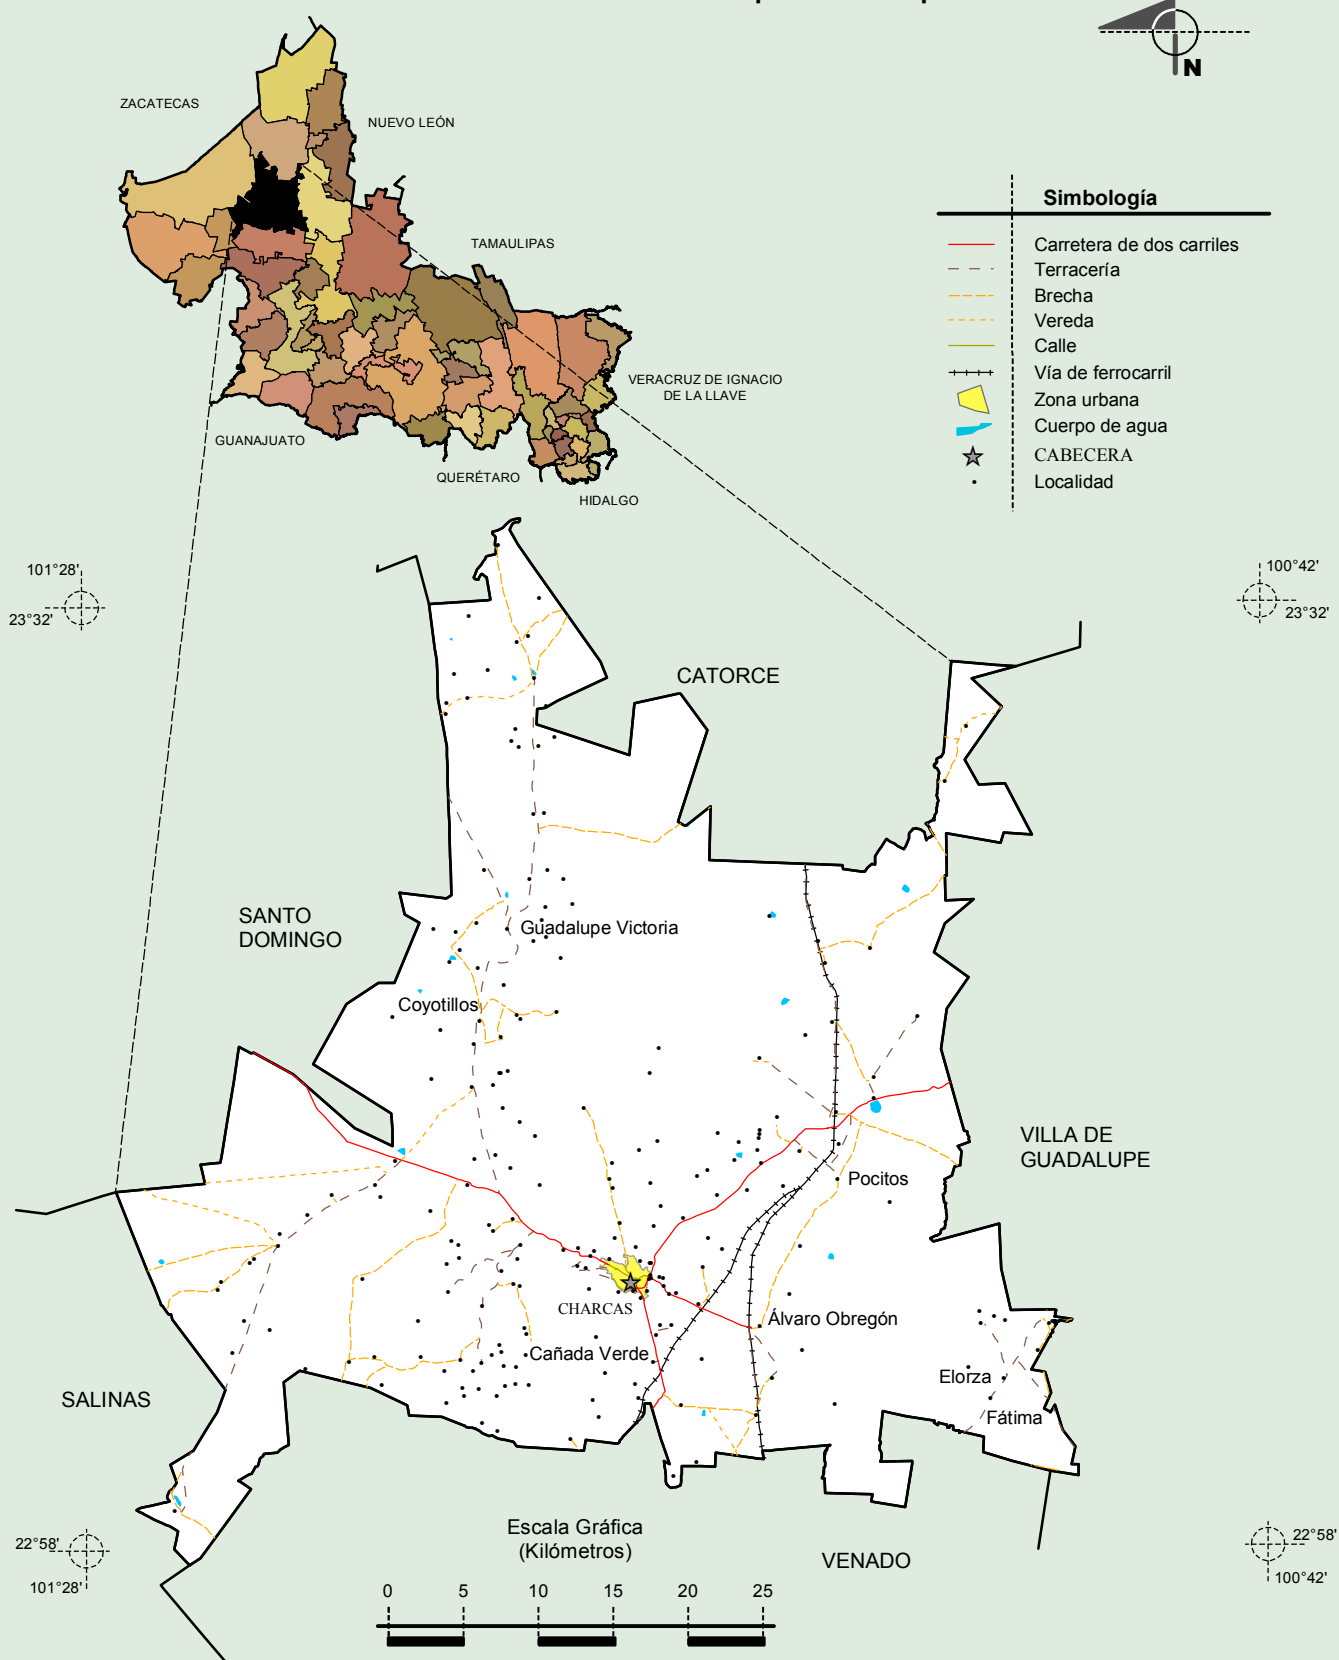 N
ZACATECAS
NUEVO LEÓN
TAMAULIPAS
VERACRUZ DE IGNACIO
DE LA LLAVE
GUANAJUATO
QUERÉTARO
HIDALGO
Simbología
Carretera de dos carriles
Terracería
Brecha
Vereda
Calle
Vía de ferrocarril
Zona urbana
Cuerpo de agua
CABECERA
Localidad
101°28'
23°32'
100°42'
23°32'
CATORCE
SANTO
DOMINGO
Guadalupe Victoria
Coyotillos
VILLA DE
GUADALUPE
Pocitos
CHARCAS
Álvaro Obregón
Cañada Verde
Elorza
Fátima
SALINAS
VENADO
22°58'
101°28'
22°58'
100°42'
Escala Gráfica
(Kilómetros)
0 5 10 15 20 25